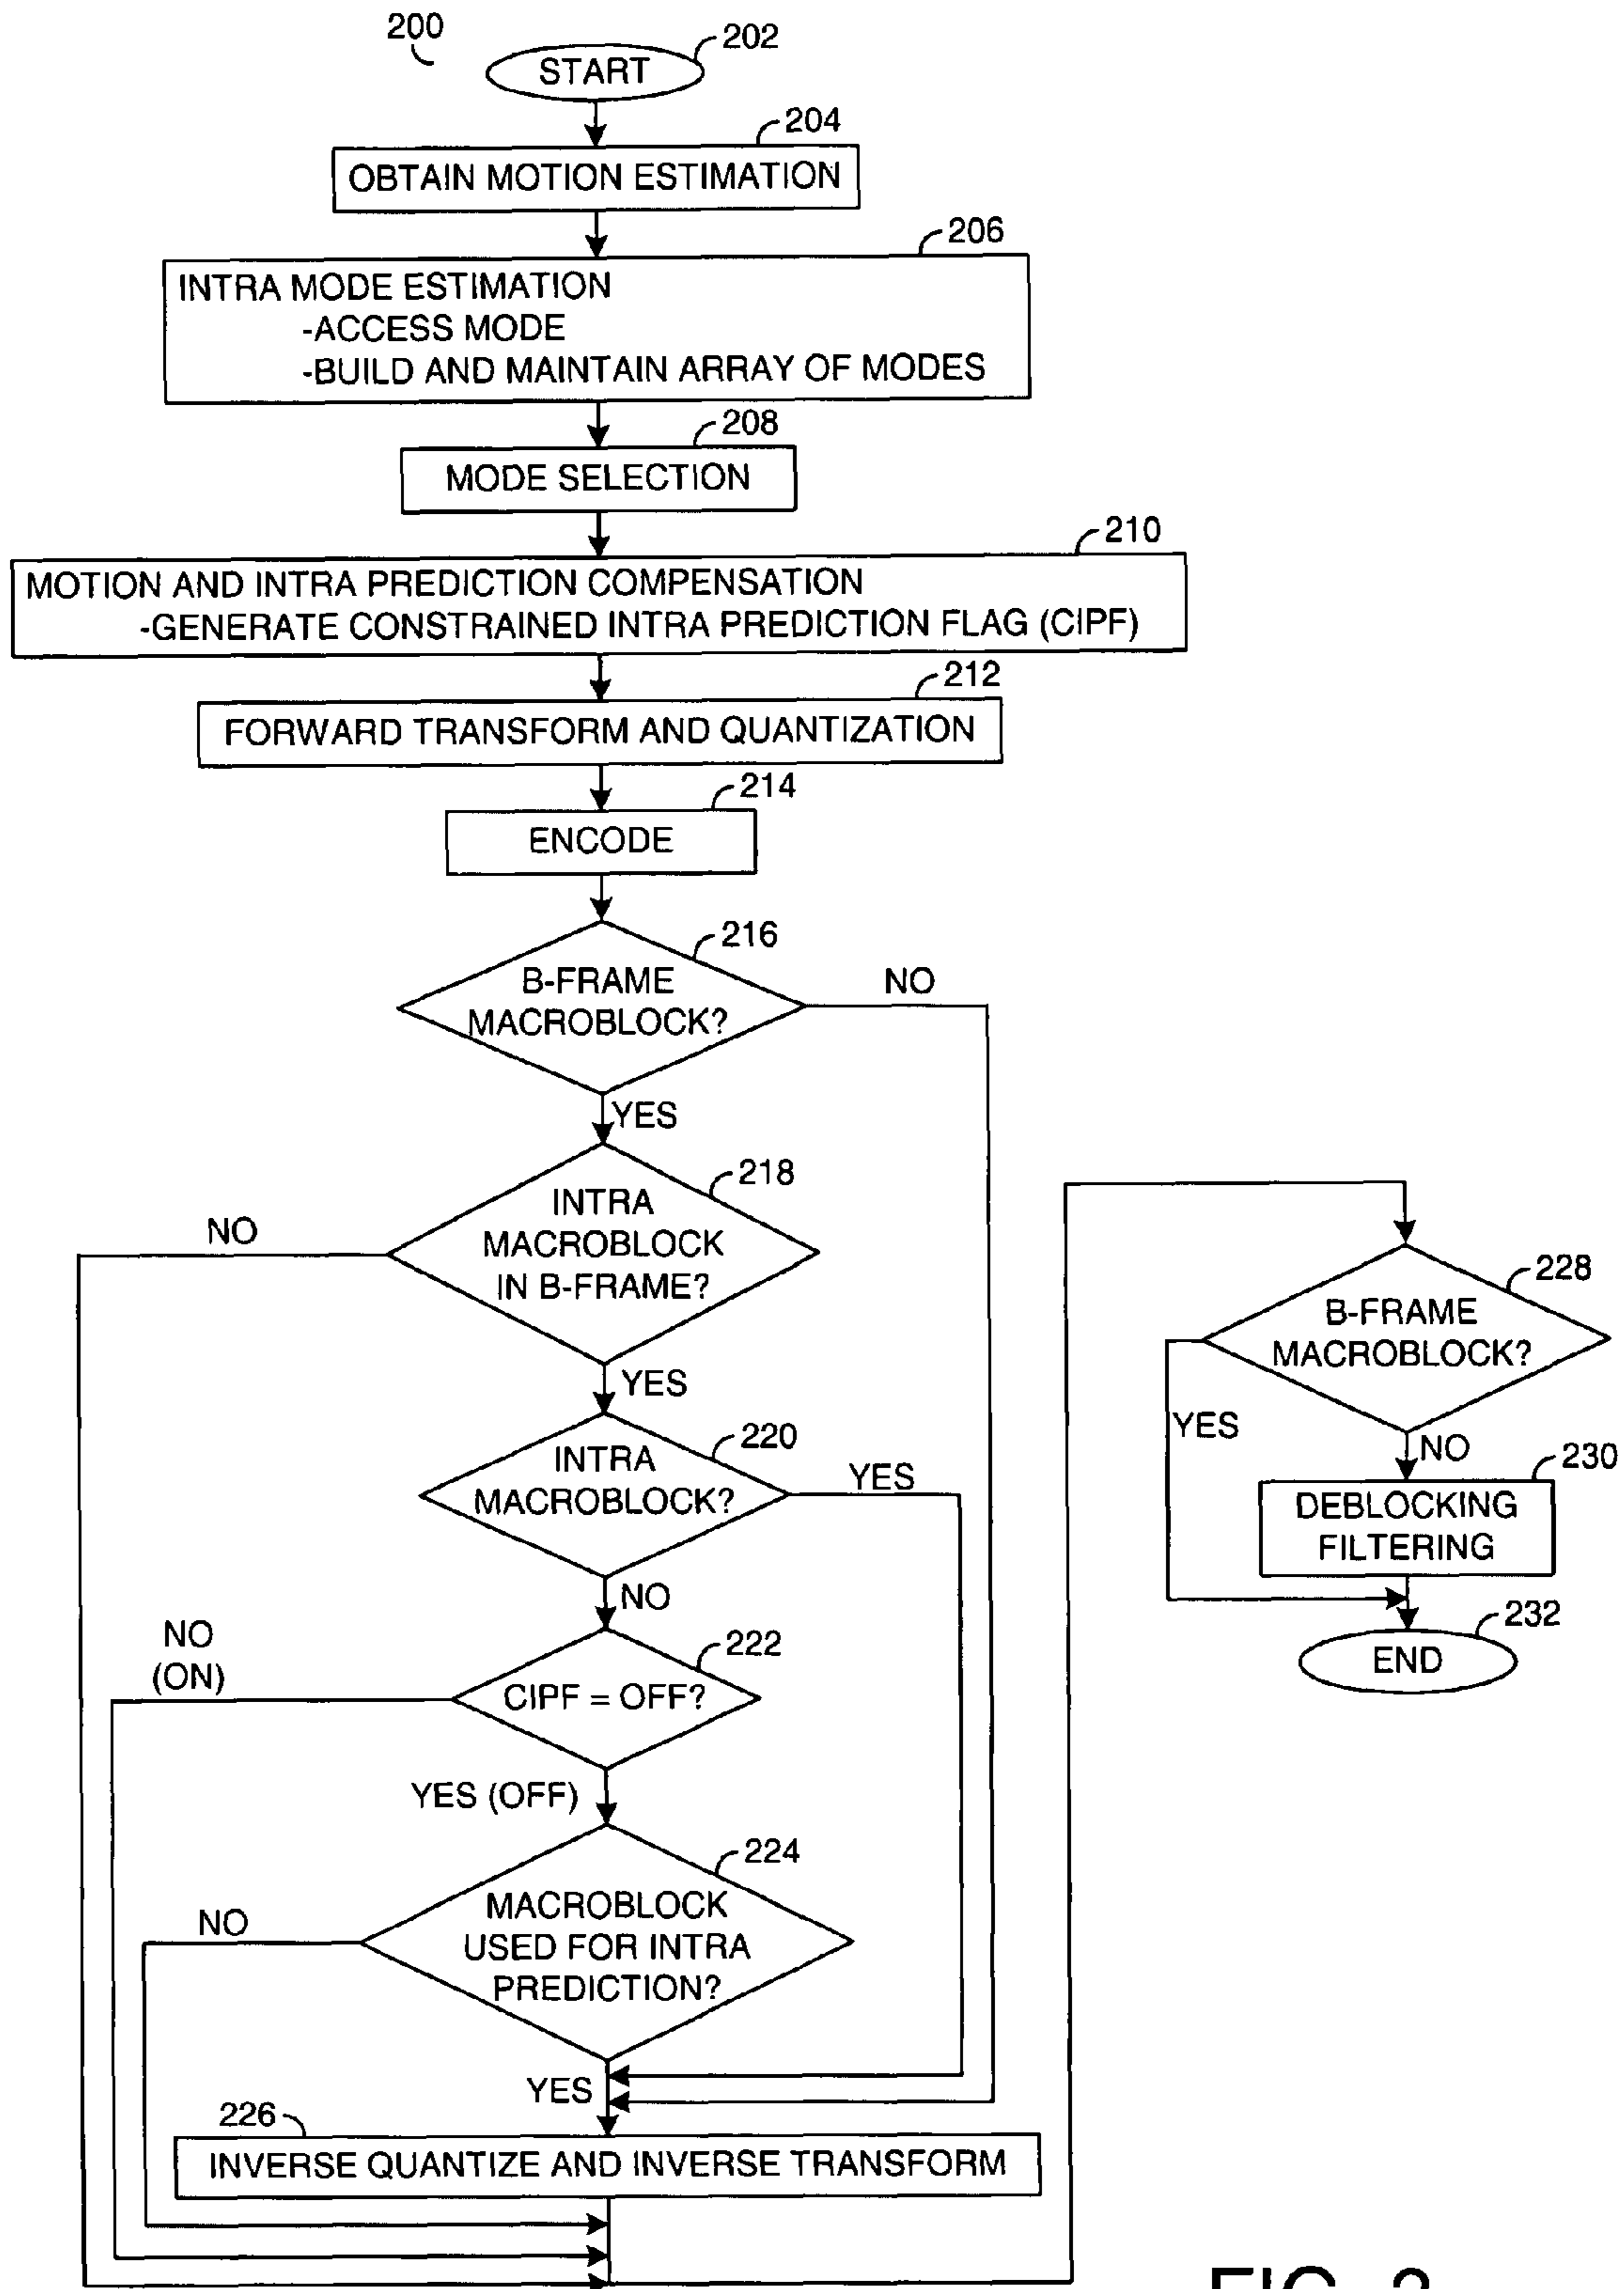 200
202
START
204
OBTAIN MOTION ESTIMATION
206
INTRA MODE ESTIMATION
-ACCESS MODE
-BUILD AND MAINTAIN ARRAY OF MODES
208
MODE SELECTION
210
MOTION AND INTRA PREDICTION COMPENSATION
-GENERATE CONSTRAINED INTRA PREDICTION FLAG (CIPF)
212
FORWARD TRANSFORM AND QUANTIZATION
214
ENCODE
216
B-FRAME
MACROBLOCK?
NO
YES
218
INTRA
MACROBLOCK
IN B-FRAME?
NO
YES
220
INTRA
MACROBLOCK?
YES
NO
222
CIPF = OFF?
NO
(ON)
YES (OFF)
224
MACROBLOCK
USED FOR INTRA
PREDICTION?
NO
YES
226
INVERSE QUANTIZE AND INVERSE TRANSFORM
228
B-FRAME
MACROBLOCK?
YES
NO
230
DEBLOCKING
FILTERING
232
END